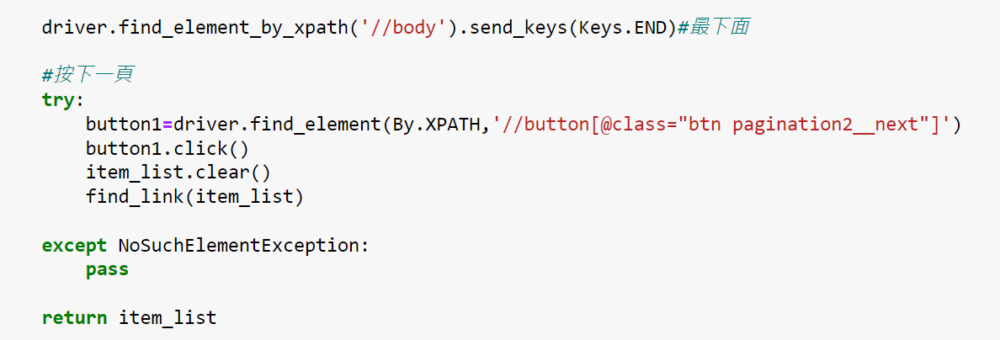 driver.find_element_by_xpath('//body').send_keys(Keys.END)#最下面
#按下一頁
try:
    button1=driver.find_element(By.XPATH,'//button[@class="btn pagination2__next"]')
    button1.click()
    item_list.clear()
    find_link(item_list)
except NoSuchElementException:
    pass
return item_list